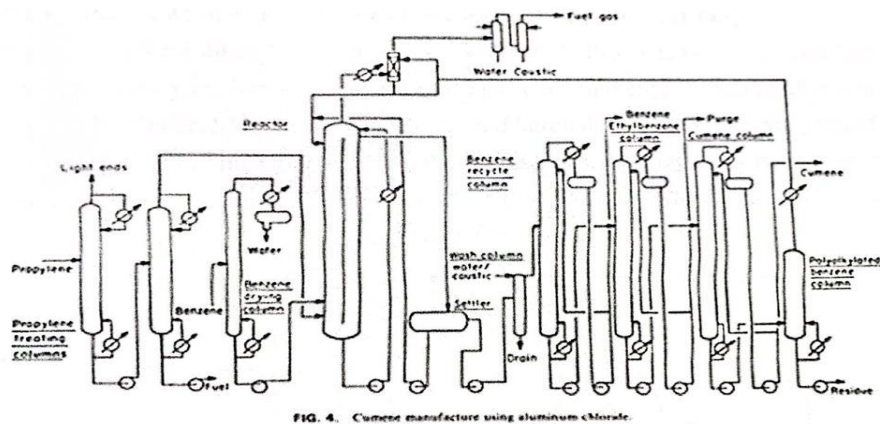 Fuel gas
Water Caustic
Reactor
Light ends
Propylene
Propylene
treating
columns
Fuel
Water
Benzene
Benzene
drying
column
Settler
Wash column
water/
caustic
Drain
Benzene
recycle
column
Benzene
Ethylbenzene
column
Purge
Cumene column
Cumene
Polyalkylated
benzene
column
Residue
FIG. 4. Cumene manufacture using aluminum chloride.